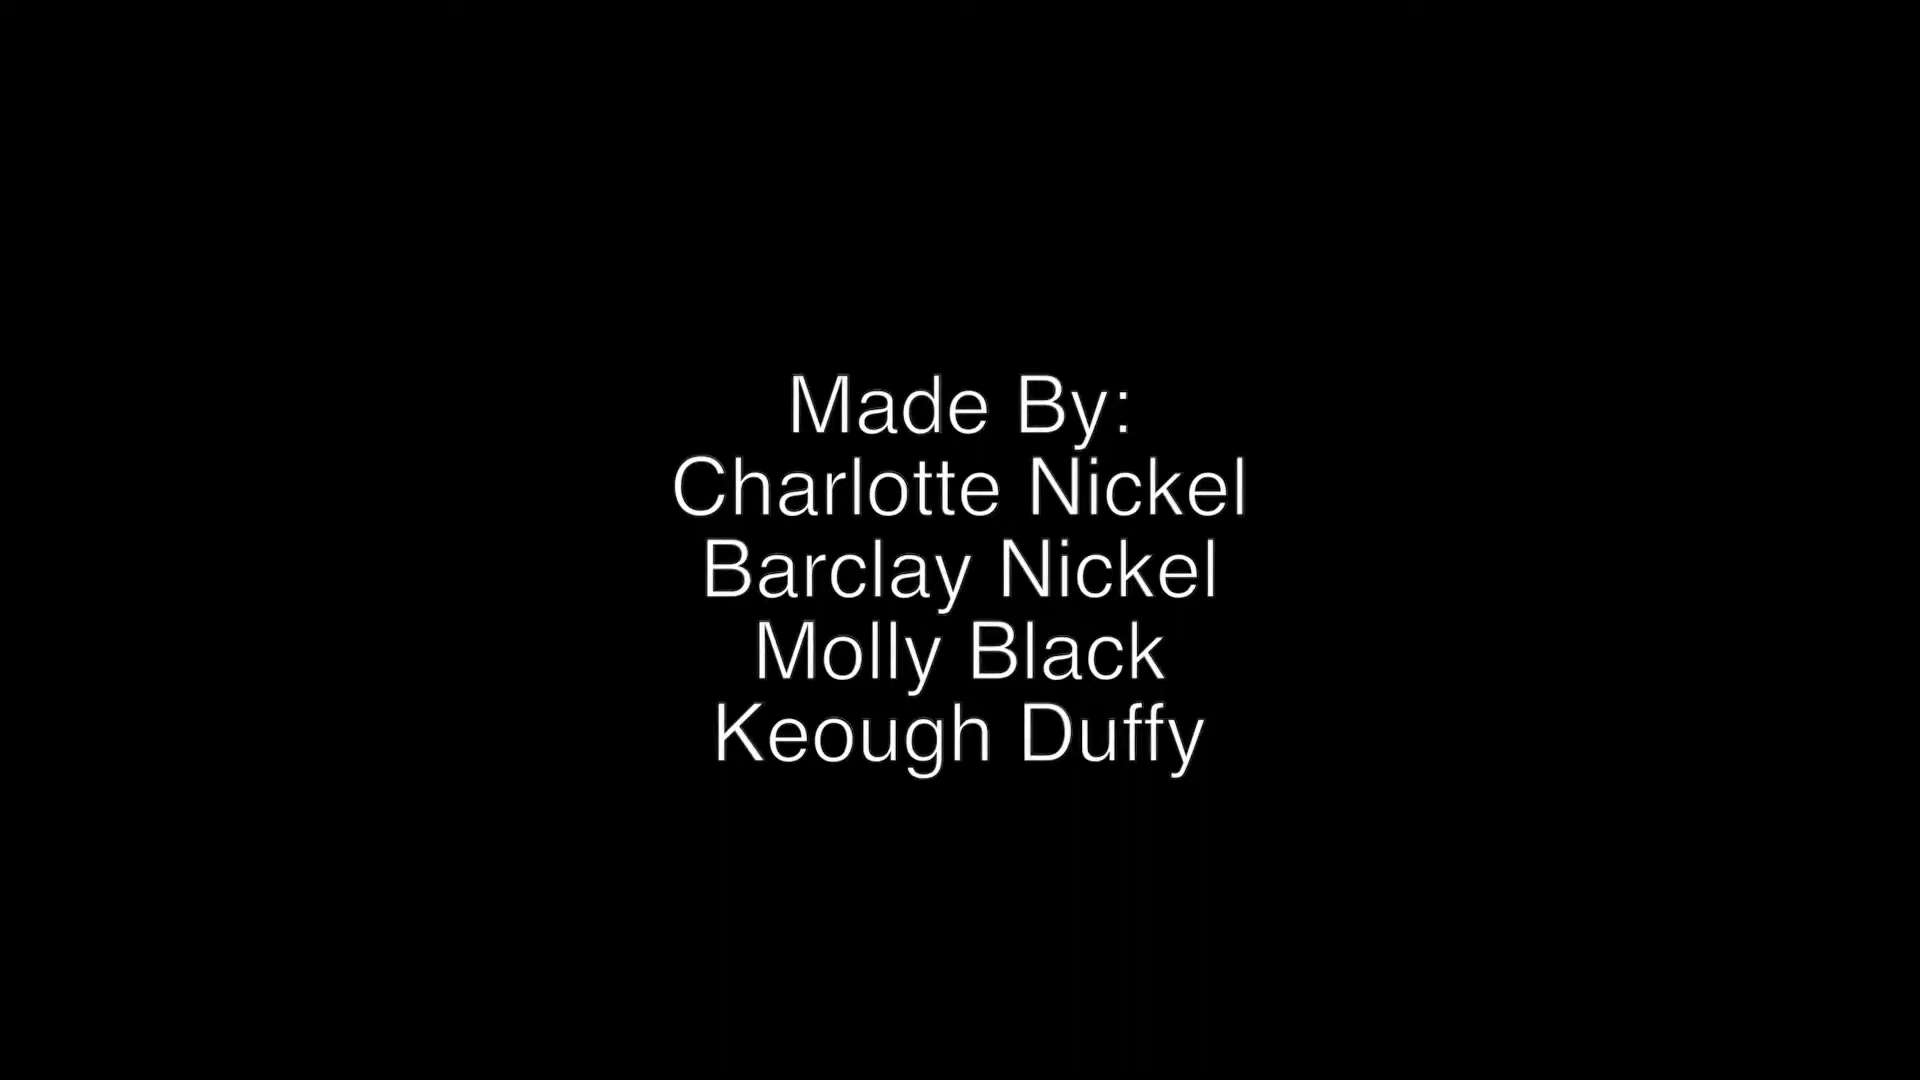 Made By:
Charlotte Nickel
Barclay Nickel
Molly Black
Keough Duffy